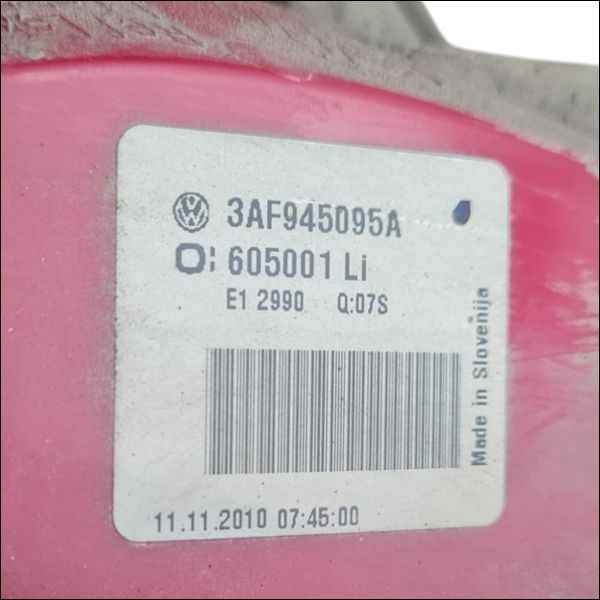 3AF945095A
O: 605001 Li
E1 2990 Q:07S
Made in Slovenija
11.11.2010 07:45:00